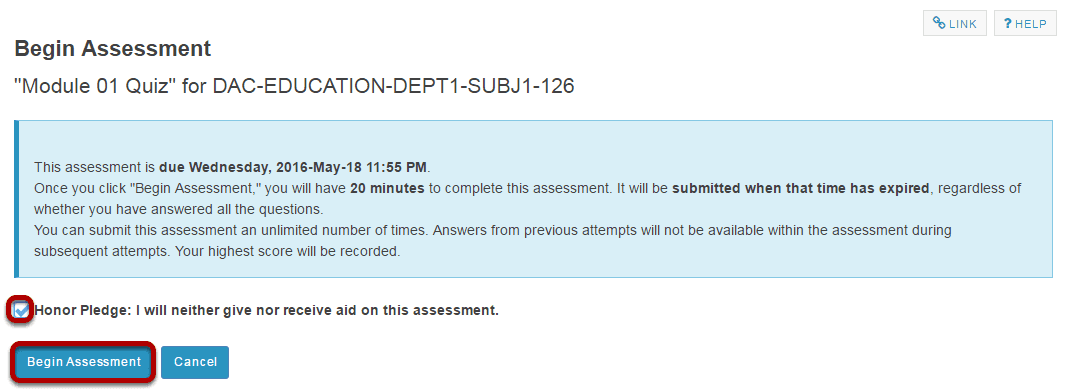 LINK
? HELP
Begin Assessment
"Module 01 Quiz" for DAC-EDUCATION-DEPT1-SUBJ1-126
This assessment is due Wednesday, 2016-May-18 11:55 PM.
Once you click "Begin Assessment," you will have 20 minutes to complete this assessment. It will be submitted when that time has expired, regardless of
whether you have answered all the questions.
You can submit this assessment an unlimited number of times. Answers from previous attempts will not be available within the assessment during
subsequent attempts. Your highest score will be recorded.
Honor Pledge: I will neither give nor receive aid on this assessment.
Begin Assessment
Cancel